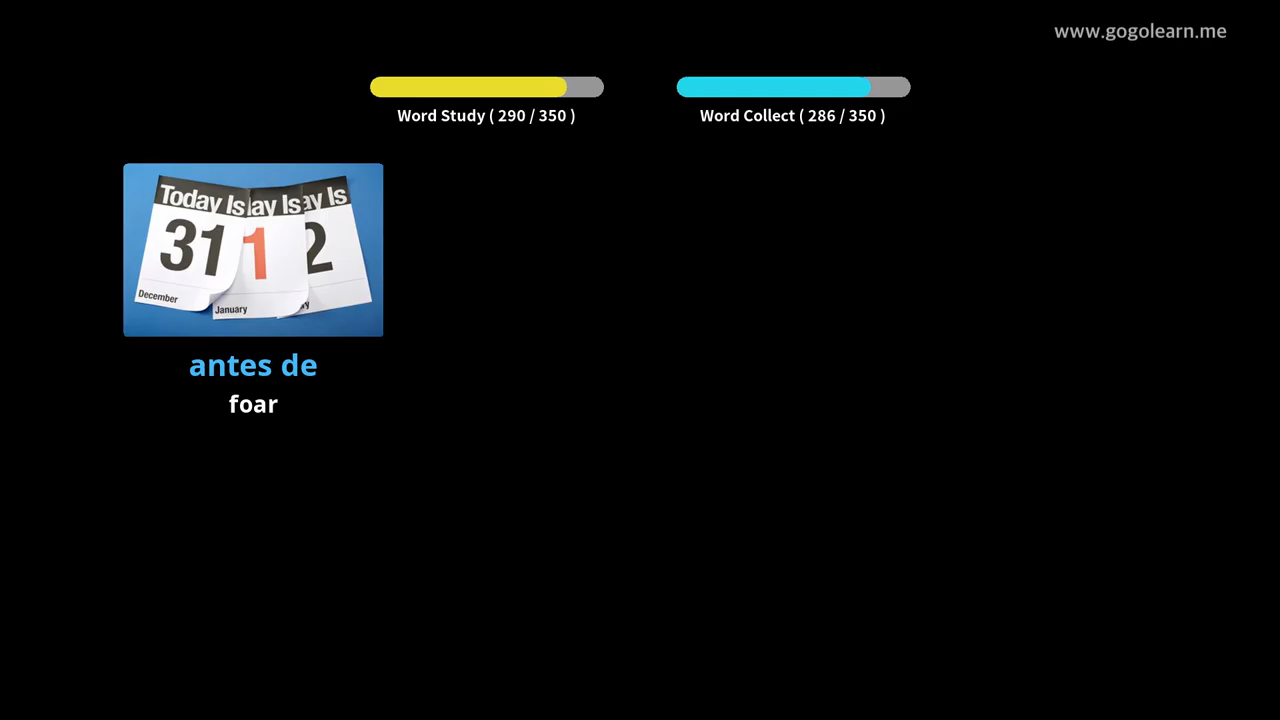 www.gogolearn.me
Word Study ( 290 / 350 )
Word Collect ( 286 / 350 )
Today Is
ay Is
ay Is
31
1
2
December
January
ry
antes de
foar